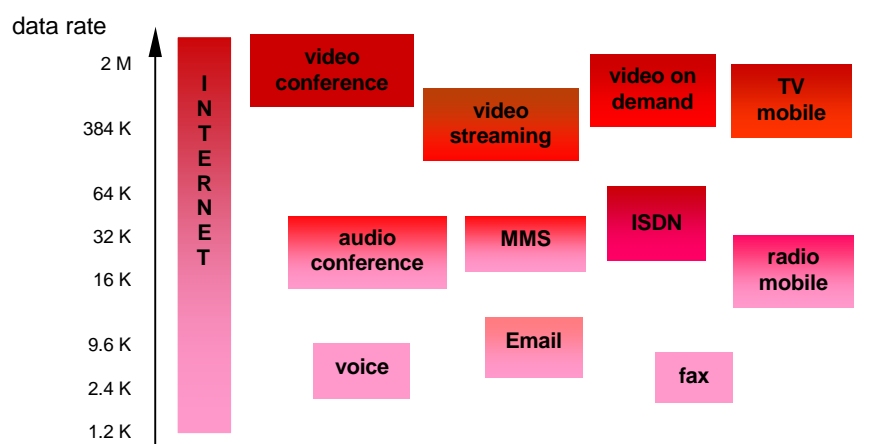 data rate
2 M
384 K
64 K
32 K
16 K
9.6 K
2.4 K
1.2 K
INTERNET
video
conference
video
streaming
video on
demand
TV
mobile
audio
conference
MMS
ISDN
radio
mobile
voice
Email
fax